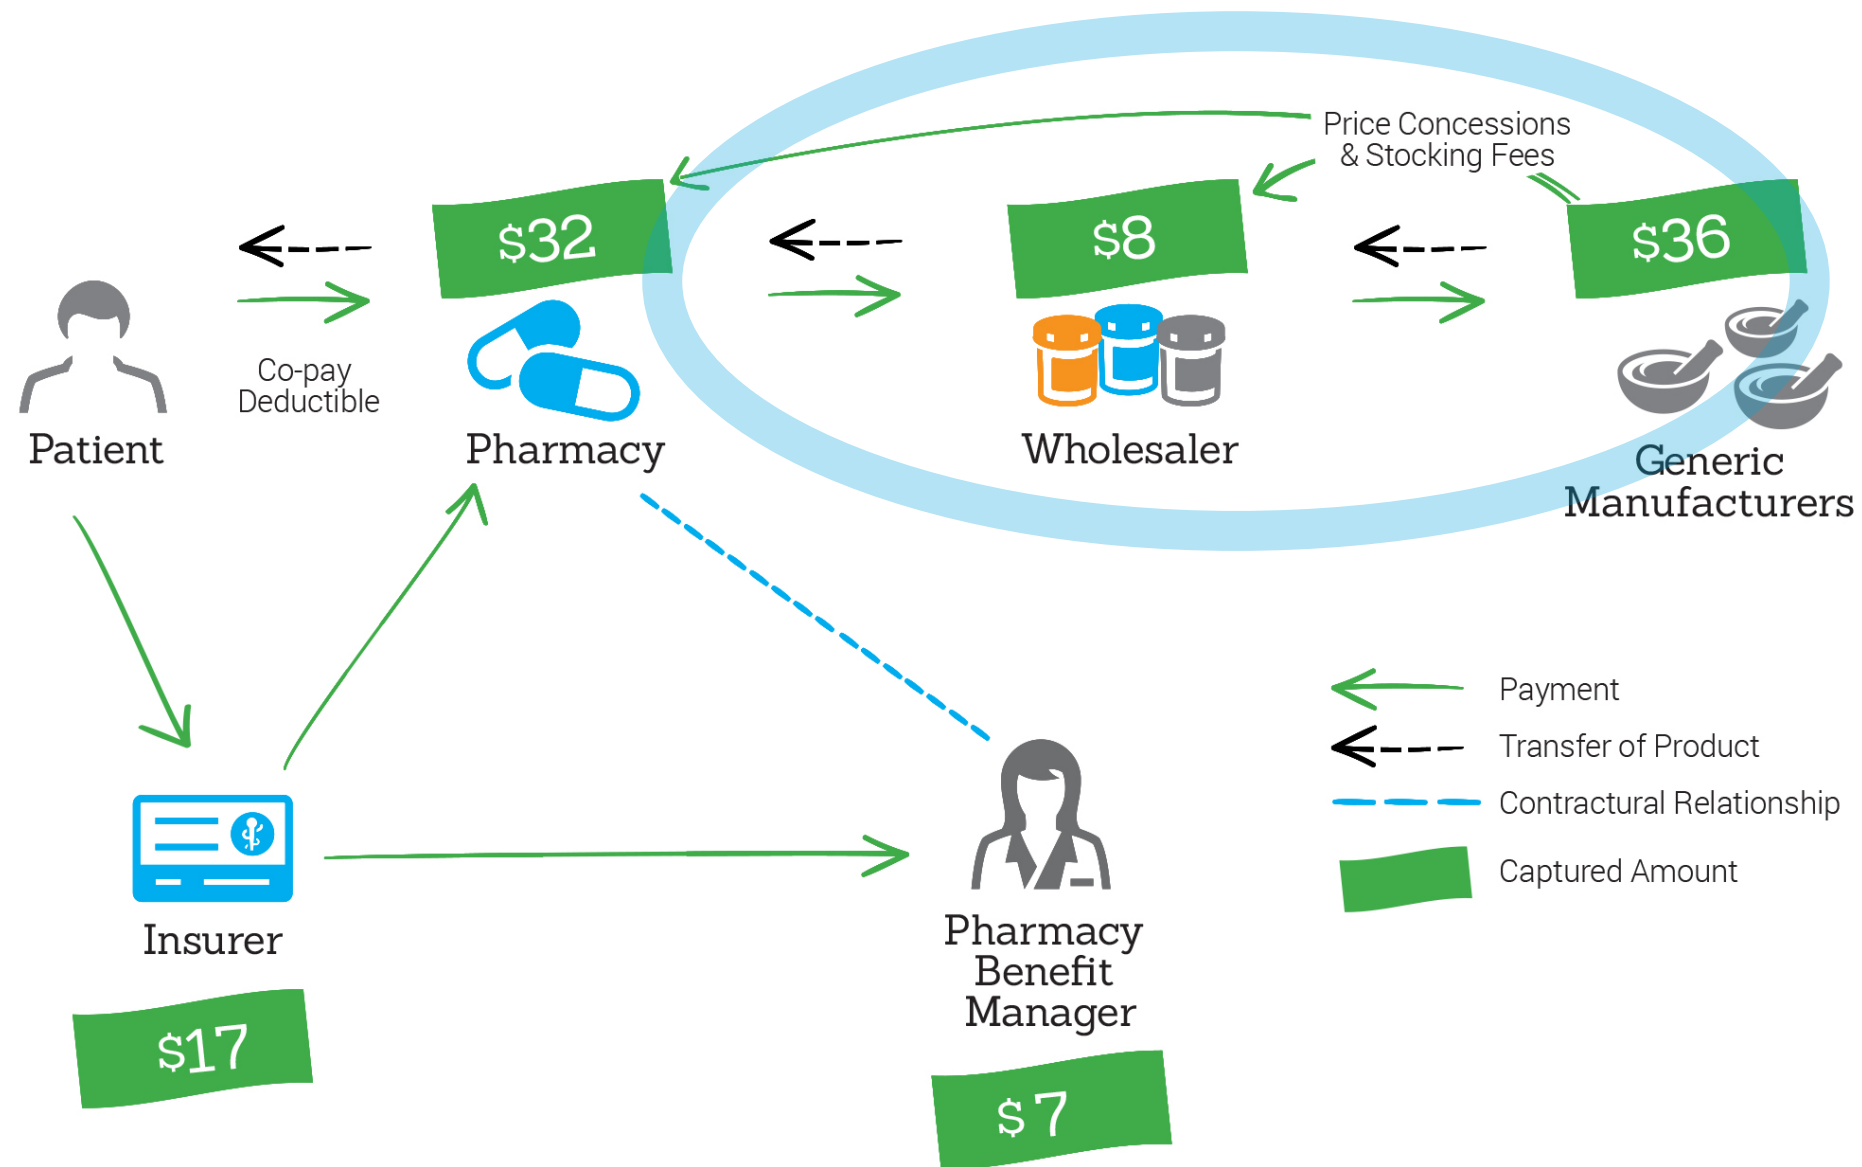 Price Concessions
& Stocking Fees
$32
$8
$36
Co-pay
Deductible
Patient
Pharmacy
Wholesaler
Generic
Manufacturers
Payment
Transfer of Product
Contractural Relationship
Captured Amount
Insurer
$17
Pharmacy
Benefit
Manager
$7